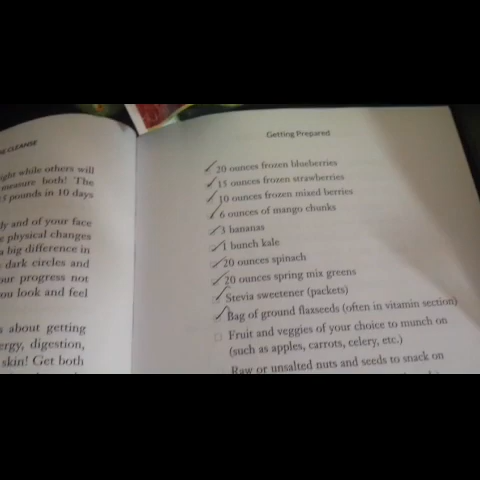 CLEANSE
ight while others will
measure both! The
5 pounds in 10 days
dy and of your face
physical changes
a big difference in
dark circles and
our progress not
ou look and feel
s about getting
ergy, digestion,
skin! Get both
Getting Prepared
20 ounces frozen blueberries
15 ounces frozen strawberries
10 ounces frozen mixed berries
6 ounces of mango chunks
3 bananas
1 bunch kale
20 ounces spinach
20 ounces spring mix greens
Stevia sweetener (packets)
Bag of ground flaxseeds (often in vitamin section)
Fruit and veggies of your choice to munch on
(such as apples, carrots, celery, etc.)
Raw or unsalted nuts and seeds to snack on